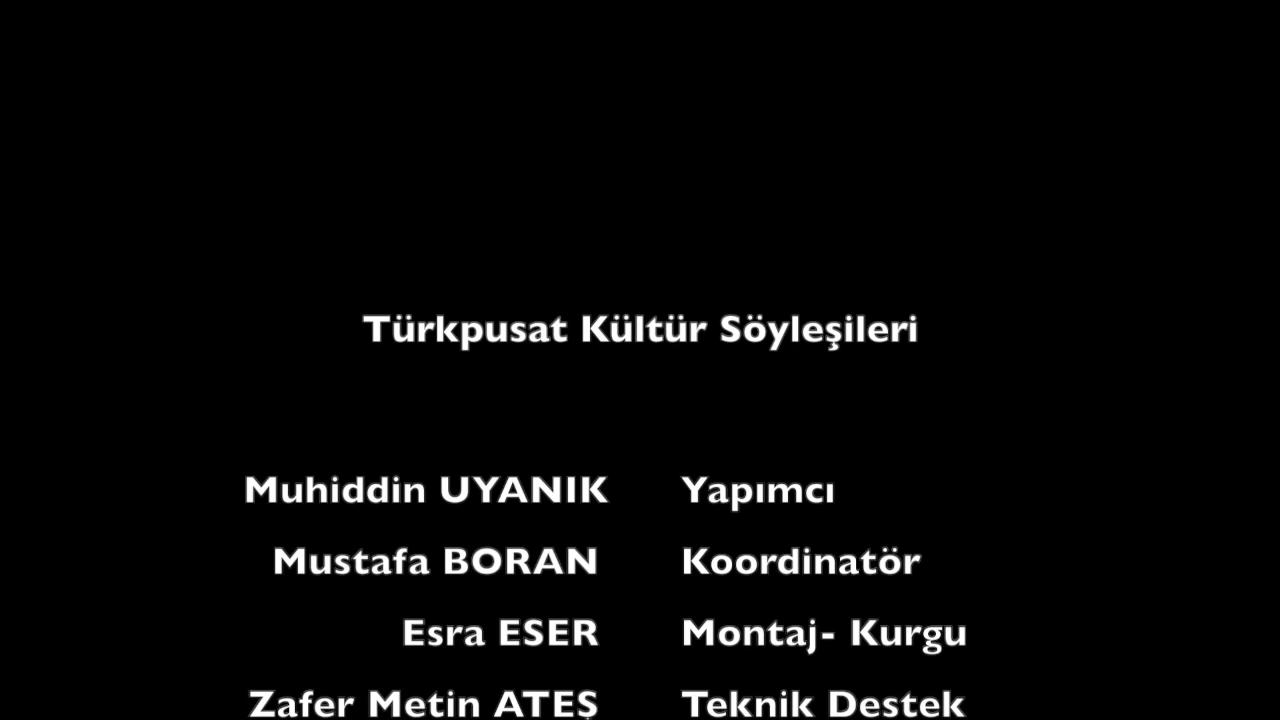 Türkpusat Kültür Söyleşileri
Muhiddin UYANIK Yapımcı
Mustafa BORAN Koordinatör
Esra ESER Montaj- Kurgu
Zafer Metin ATEŞ Teknik Destek